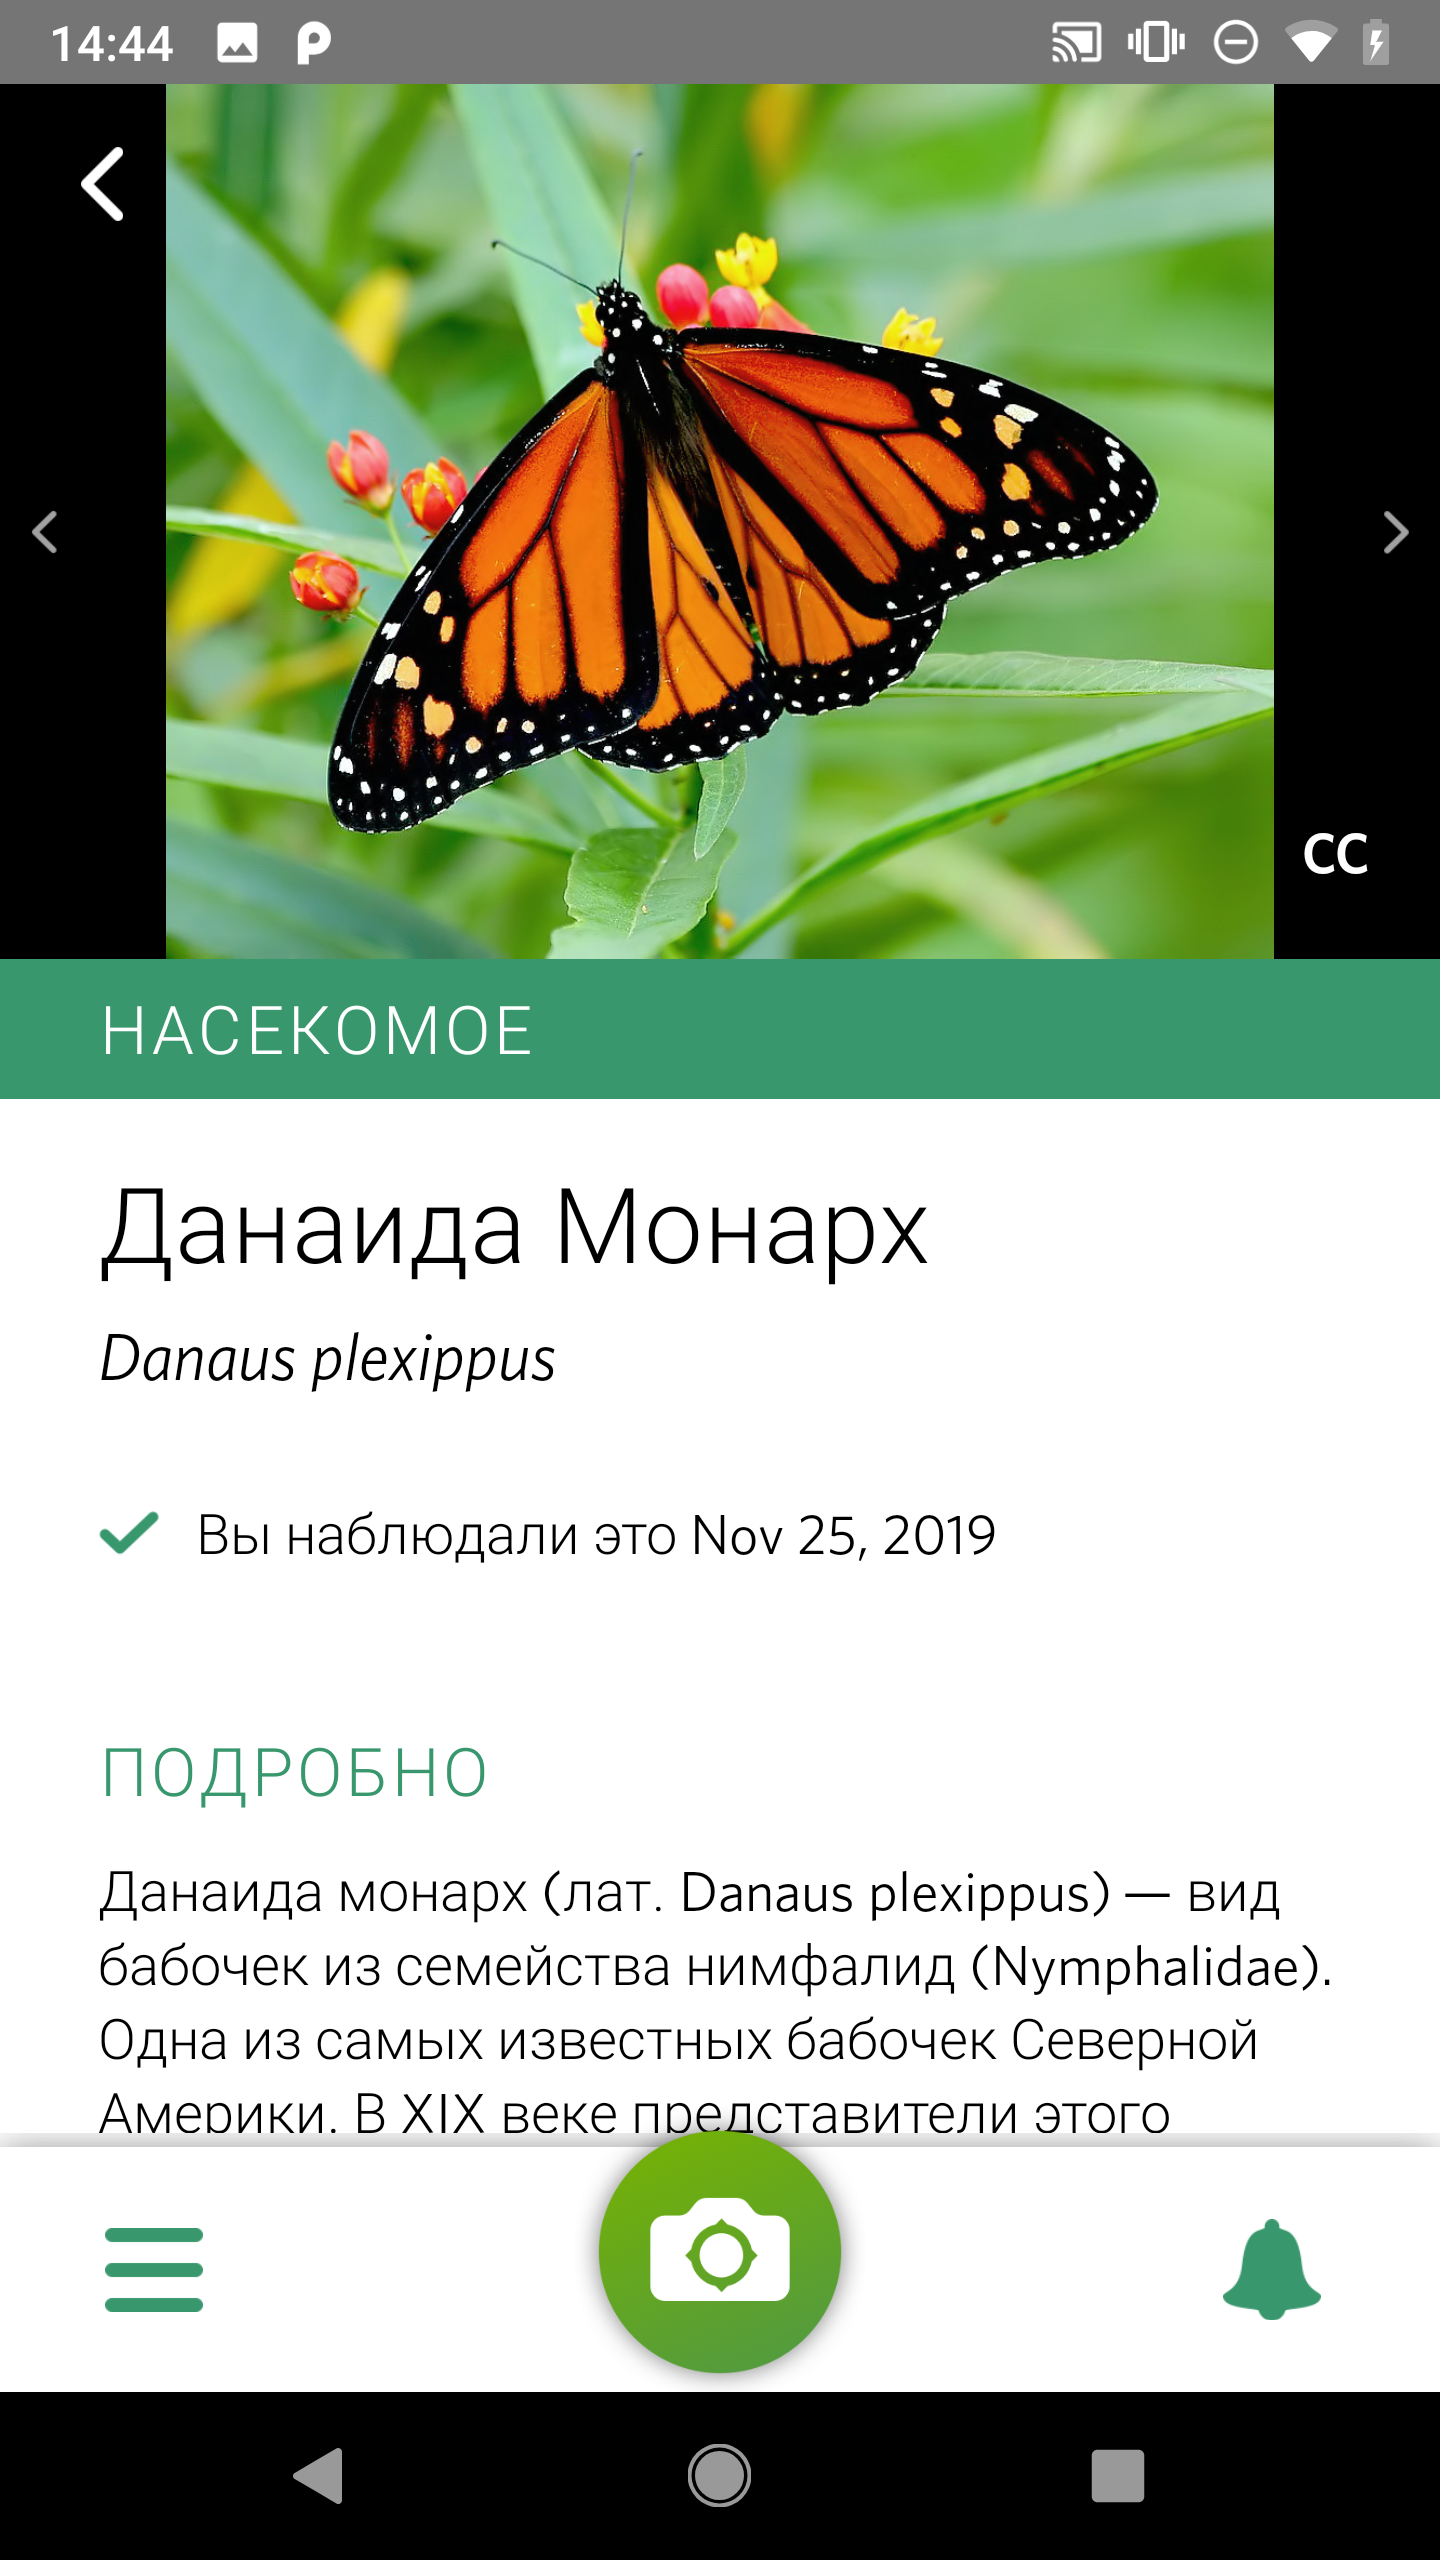 14:44
CC
НАСЕКОМОЕ
Данаида Монарх
Danaus plexippus
Вы наблюдали это Nov 25, 2019
ПОДРОБНО
Данаида монарх (лат. Danaus plexippus) — вид
бабочек из семейства нимфалид (Nymphalidae).
Одна из самых известных бабочек Северной
Америки. В XIX веке представители этого